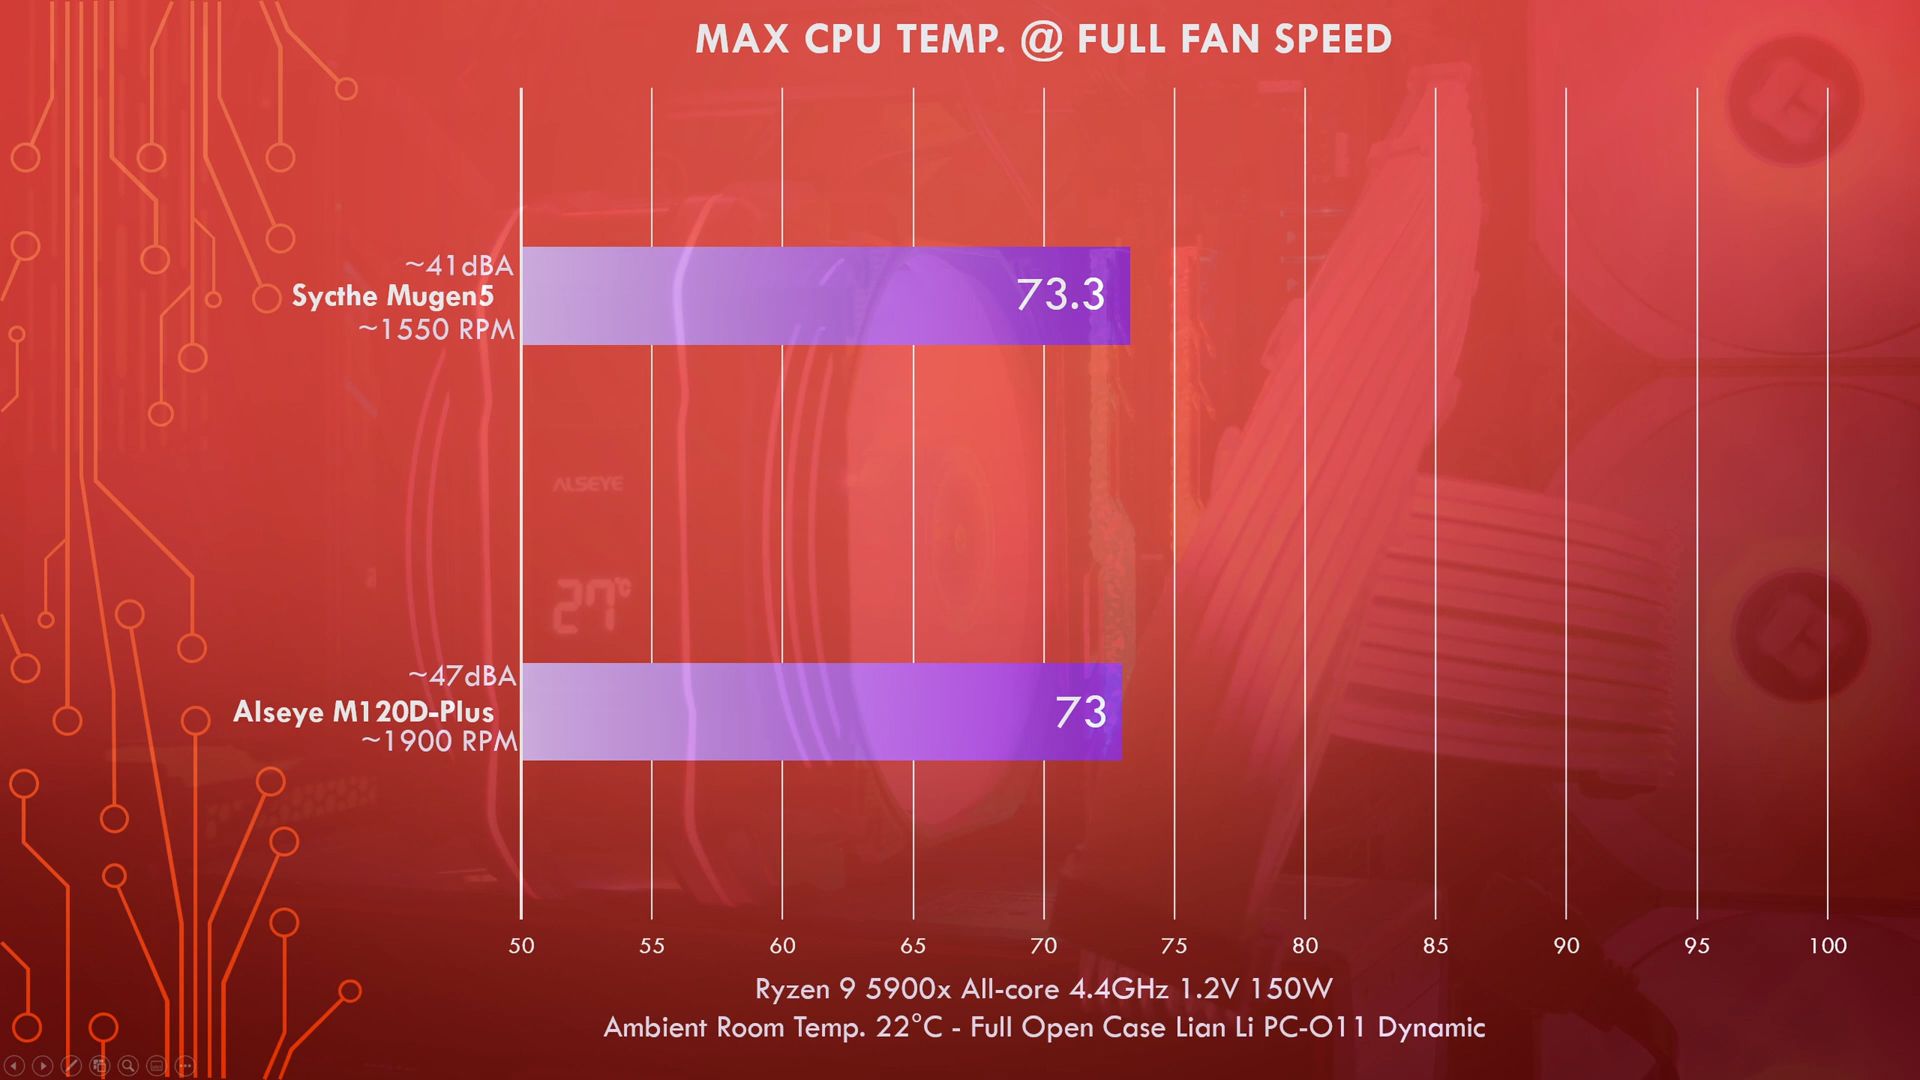 MAX CPU TEMP. @ FULL FAN SPEED
~41dBA
Sycthe Mugen5
~1550 RPM
73.3
ALSEYE
27°C
~47dBA
Alseye M120D-Plus
~1900 RPM
73
50 55 60 65 70 75 80 85 90 95 100
Ryzen 9 5900x All-core 4.4GHz 1.2V 150W
Ambient Room Temp. 22°C - Full Open Case Lian Li PC-O11 Dynamic